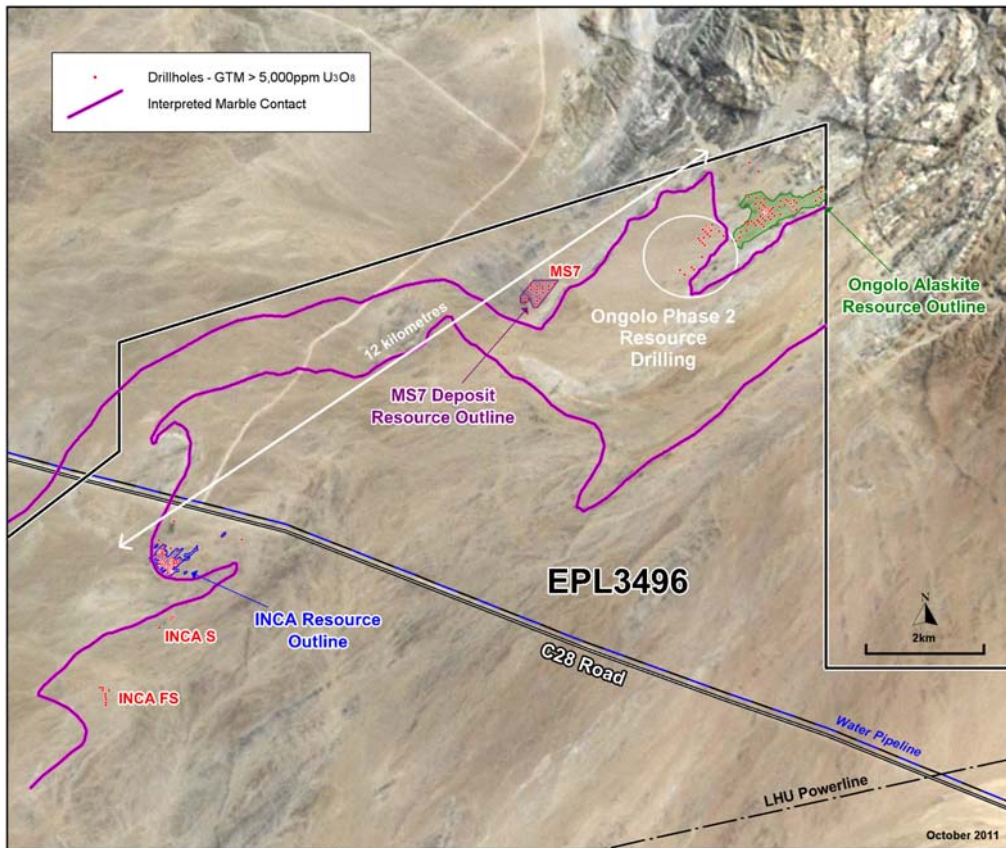 Drillholes - GTM > 5,000ppm U₃O₈
Interpreted Marble Contact
MS7
Ongolo Alaskite
Resource Outline
12 kilometres
Ongolo Phase 2
Resource
Drilling
MS7 Deposit
Resource Outline
EPL3496
N
2km
INCA Resource
Outline
INCA S
INCA FS
C28 Road
Water Pipeline
LHU Powerline
October 2011